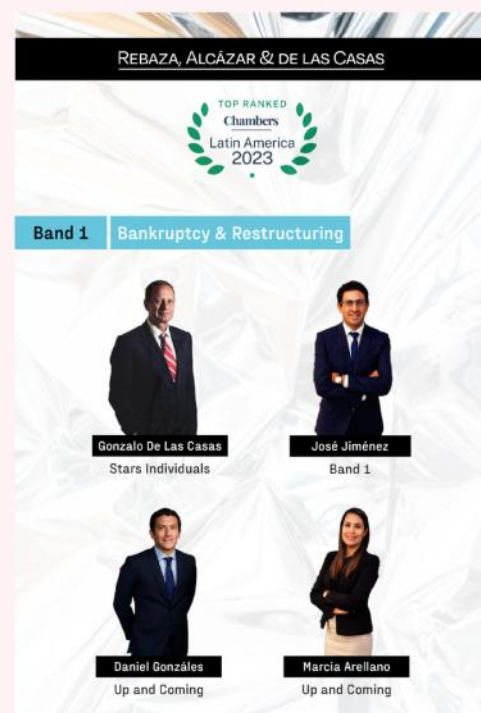 REBAZA, ALCÁZAR & DE LAS CASAS
TOP RANKED
Chambers
Latin America
2023
Band 1 Bankruptcy & Restructuring
Gonzalo De Las Casas
Stars Individuals
José Jiménez
Band 1
Daniel Gonzáles
Up and Coming
Marcia Arellano
Up and Coming